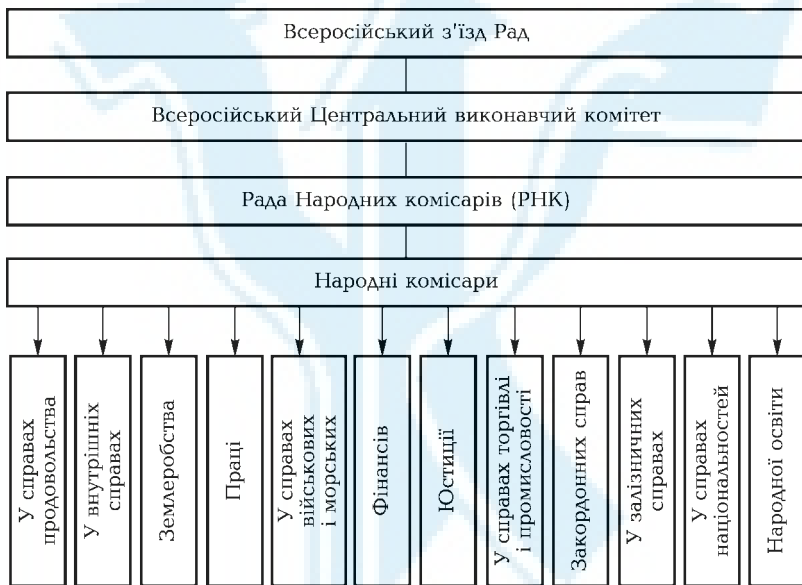 Всеросійський з'їзд Рад
Всеросійський Центральний виконавчий комітет
Рада Народних комісарів (РНК)
Народні комісари
У справах
продовольства
У внутрішніх
справах
Землеробства
Праці
У справах
військових
і морських
Фінансів
Юстиції
У справах торгівлі
і промисловості
Закордонних справ
У залізничних
справах
У справах
національностей
Народної освіти